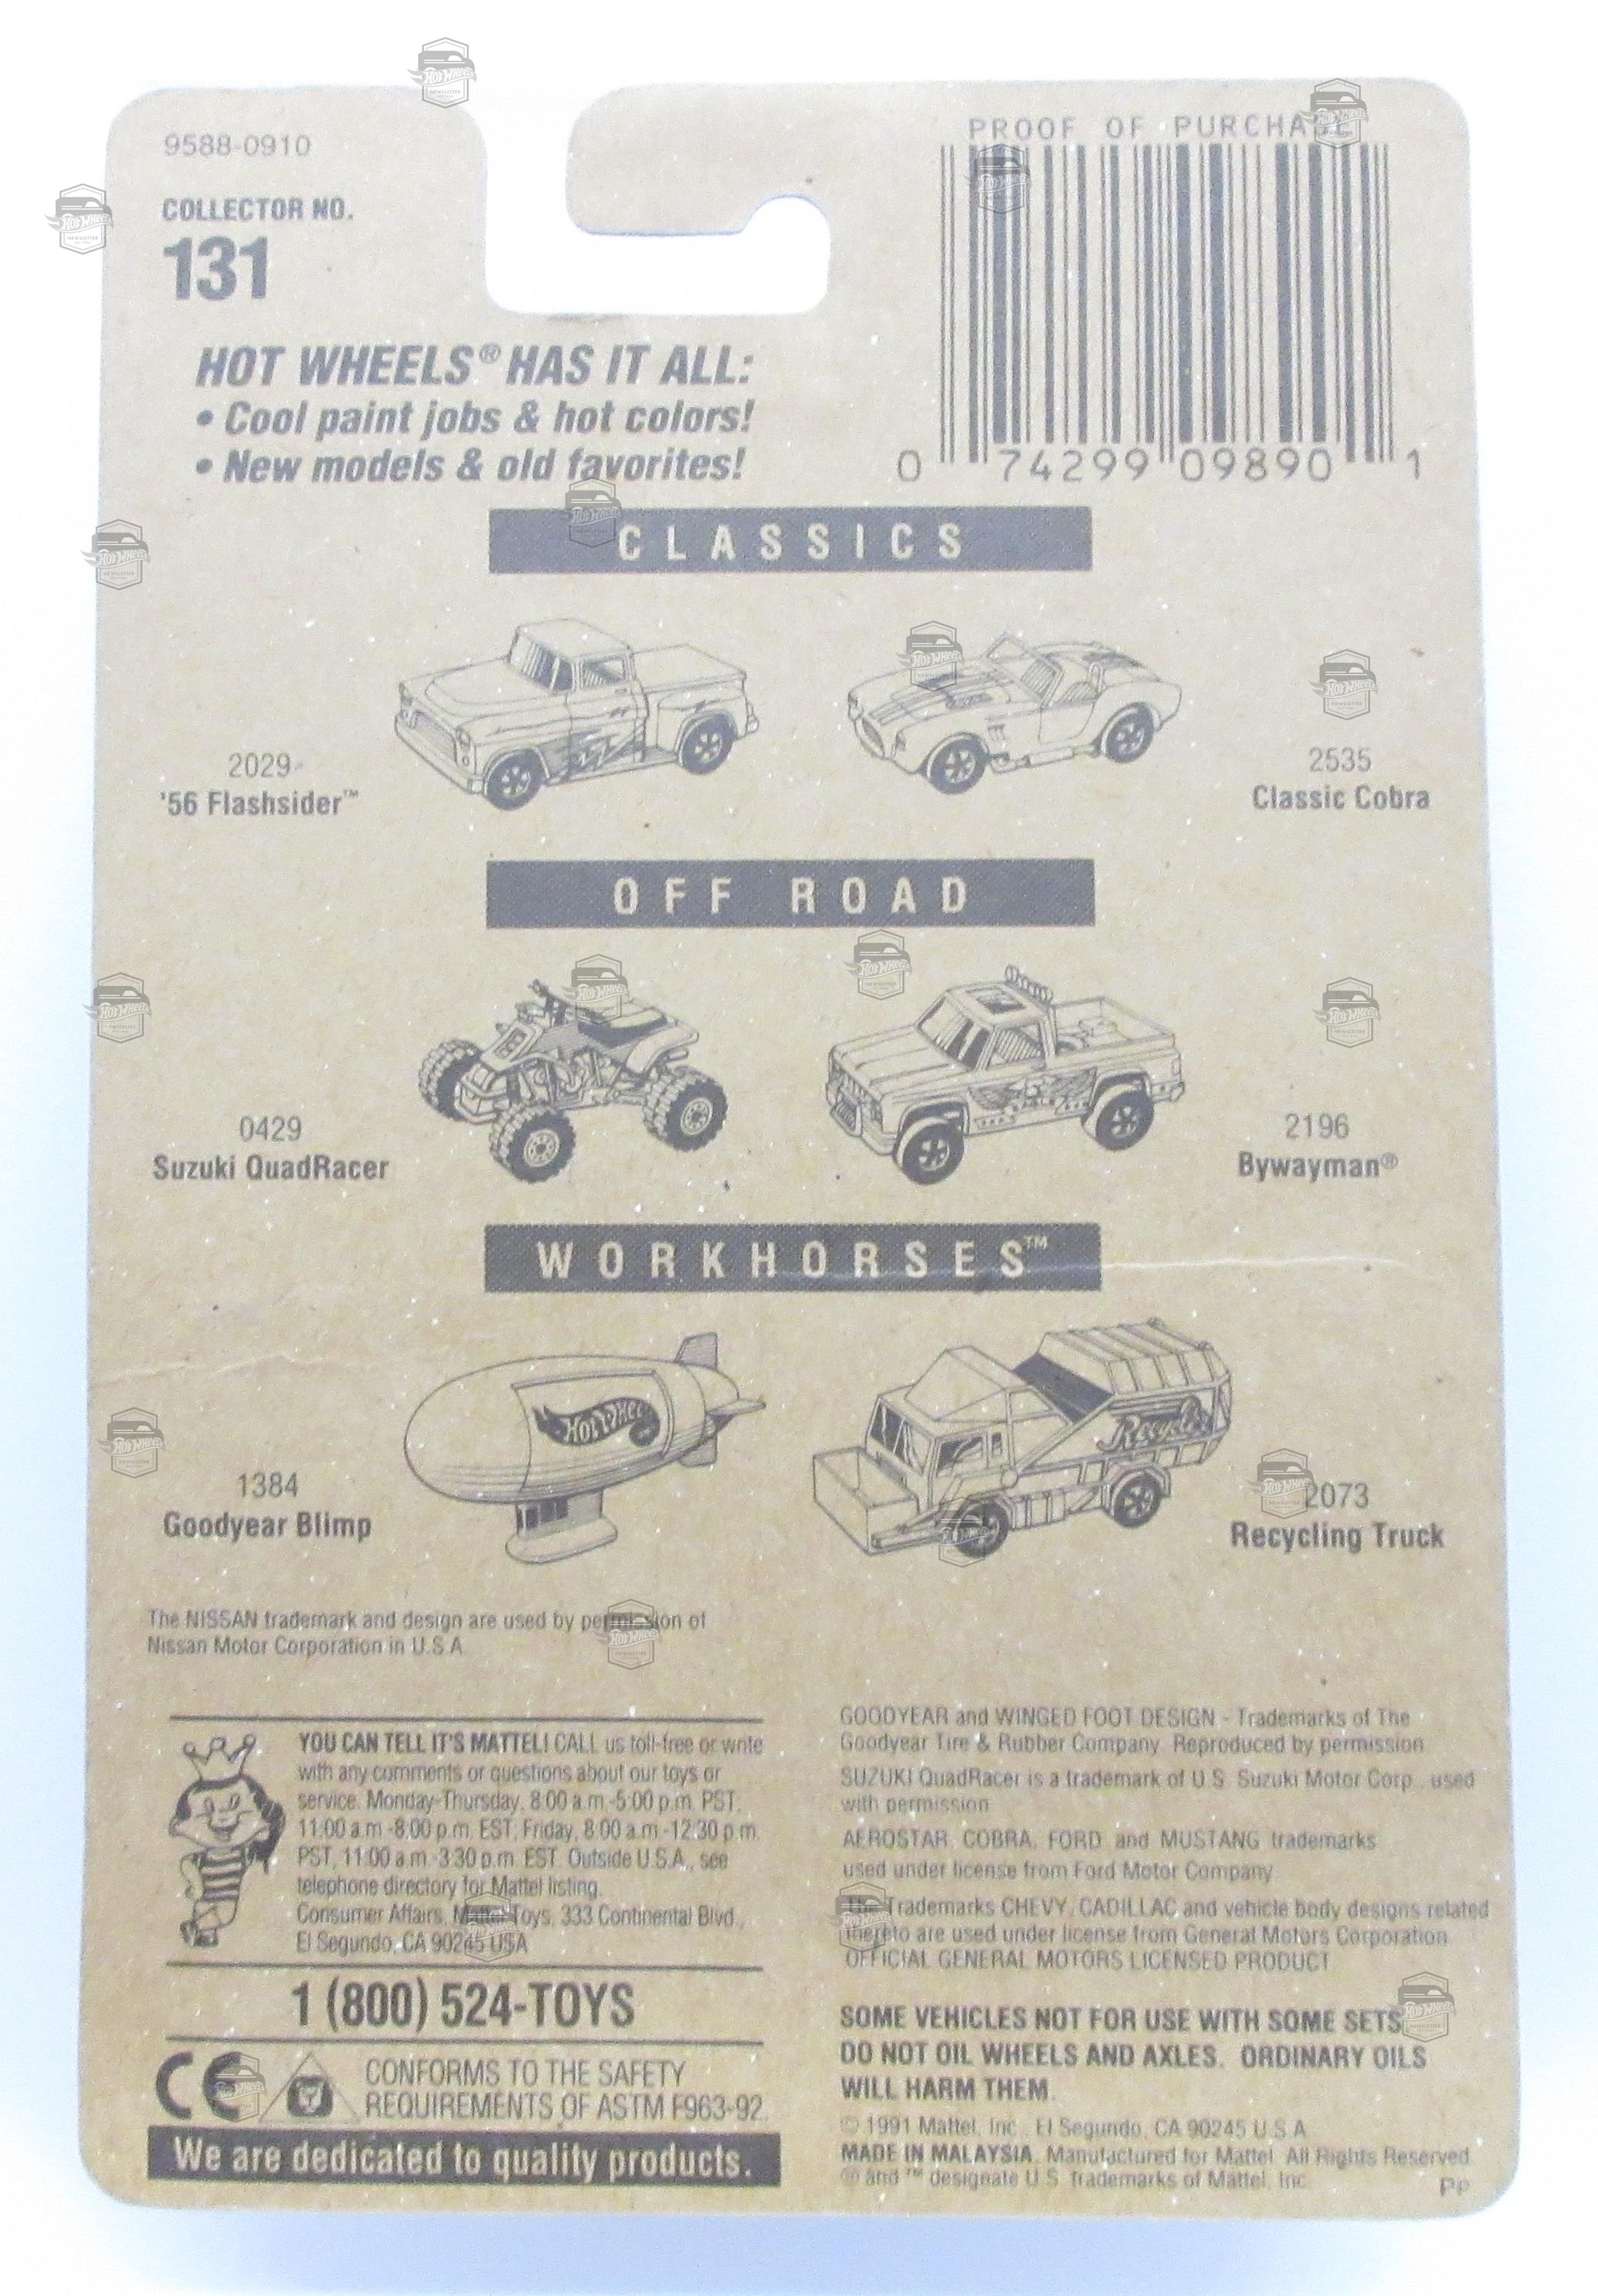 9588-0910
COLLECTOR NO.
131
PROOF OF PURCHASE
0 74299 09890 1
HOT WHEELS® HAS IT ALL:
• Cool paint jobs & hot colors!
• New models & old favorites!
CLASSICS
2029
'56 Flashsider™
2535
Classic Cobra
OFF ROAD
0429
Suzuki QuadRacer
2196
Bywayman®
WORKHORSES™
Hot Wheels
Recycler
1384
Goodyear Blimp
2073
Recycling Truck
The NISSAN trademark and design are used by permission of
Nissan Motor Corporation in U.S.A.
YOU CAN TELL IT'S MATTEL! CALL us toll-free or write
with any comments or questions about our toys or
service. Monday-Thursday, 8:00 a.m.-5:00 p.m. PST,
11:00 a.m.-8:00 p.m. EST, Friday, 8:00 a.m.-12:30 p.m.
PST, 11:00 a.m.-3:30 p.m. EST. Outside U.S.A., see
telephone directory for Mattel listing.
Consumer Affairs, Mattel Toys, 333 Continental Blvd.,
El Segundo, CA 90245 USA
1 (800) 524-TOYS
CE
CONFORMS TO THE SAFETY
REQUIREMENTS OF ASTM F963-92.
We are dedicated to quality products.
GOODYEAR and WINGED FOOT DESIGN - Trademarks of The
Goodyear Tire & Rubber Company. Reproduced by permission.
SUZUKI QuadRacer is a trademark of U.S. Suzuki Motor Corp., used
with permission.
AEROSTAR, COBRA, FORD and MUSTANG trademarks
used under license from Ford Motor Company.
The Trademarks CHEVY, CADILLAC and vehicle body designs related
thereto are used under license from General Motors Corporation.
OFFICIAL GENERAL MOTORS LICENSED PRODUCT
SOME VEHICLES NOT FOR USE WITH SOME SETS.
DO NOT OIL WHEELS AND AXLES. ORDINARY OILS
WILL HARM THEM.
© 1991 Mattel, Inc., El Segundo, CA 90245 U.S.A.
MADE IN MALAYSIA. Manufactured for Mattel. All Rights Reserved.
® and ™ designate U.S. trademarks of Mattel, Inc.
PP